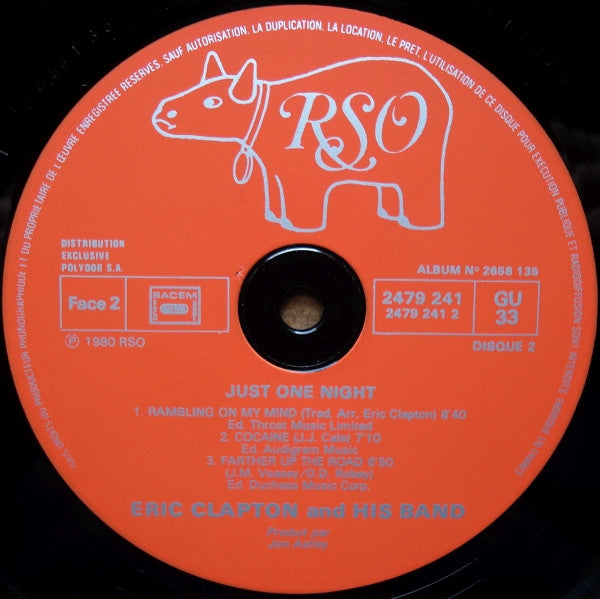 TOUS DROITS DU PRODUCTEUR PHONOGRAPHIQUE ET DU PROPRIETAIRE DE L'ŒUVRE ENREGISTREE RESERVES. SAUF AUTORISATION, LA DUPLICATION, LA LOCATION, LE PRET, L'UTILISATION DE CE DISQUE POUR EXECUTION PUBLIQUE ET RADIODIFFUSION SONT INTERDITS
RSO
DISTRIBUTION
EXCLUSIVE
POLYDOR S.A.
Face 2
SACEM
℗ 1980 RSO
ALBUM N° 2658 135
2479 241
2479 241 2
GU
33
DISQUE 2
JUST ONE NIGHT
1. RAMBLING ON MY MIND (Trad. Arr. Eric Clapton) 8'40
Ed. Throat Music Limited
2. COCAINE (J.J. Cale) 7'10
Ed. Audigram Music
3. FARTHER UP THE ROAD 6'50
(J.M. Veasey/D.D. Robey)
Ed. Duchess Music Corp.
ERIC CLAPTON and HIS BAND
Produit par
Jon Astley